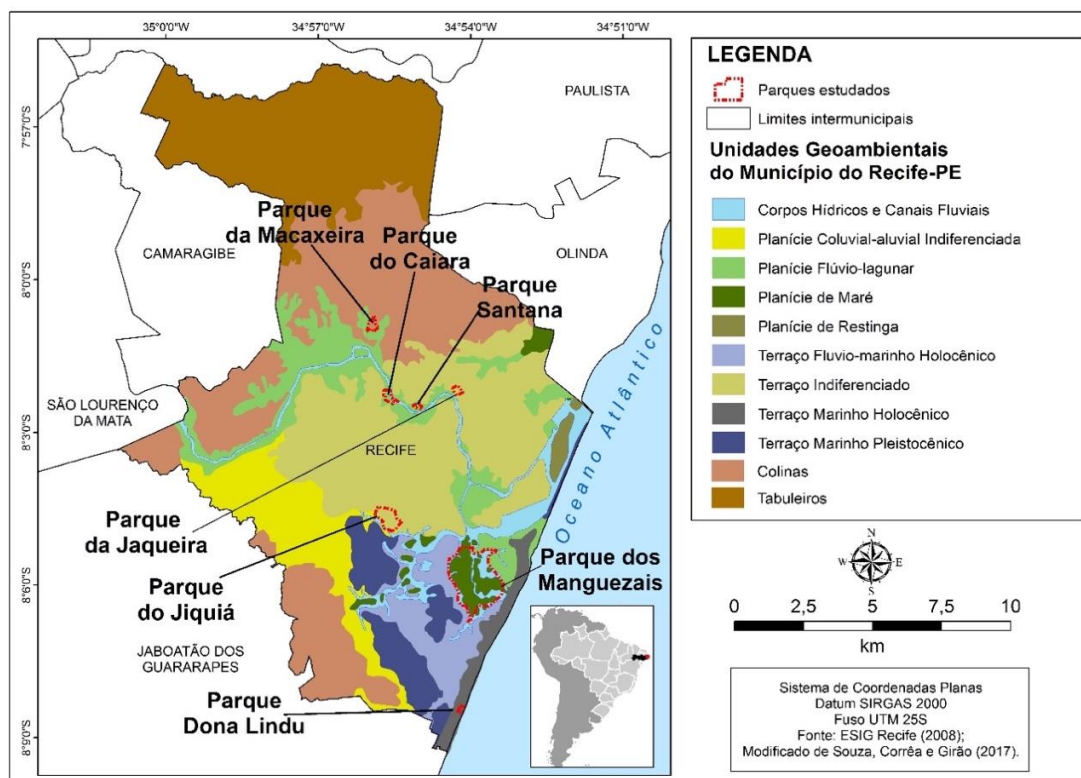 35°0'0"W
34°57'0"W
34°54'0"W
34°51'0"W
7°57'0"S
8°0'0"S
8°3'0"S
8°6'0"S
8°9'0"S
PAULISTA
CAMARAGIBE
OLINDA
Parque
da Macaxeira
Parque
do Caiara
Parque
Santana
SÃO LOURENÇO
DA MATA
RECIFE
Oceano Atlântico
Parque
da Jaqueira
Parque
do Jiquiá
Parque dos
Manguezais
JABOATÃO DOS
GUARARAPES
Parque
Dona Lindu
LEGENDA
Parques estudados
Limites intermunicipais
Unidades Geoambientais
do Município do Recife-PE
Corpos Hídricos e Canais Fluviais
Planície Coluvial-aluvial Indiferenciada
Planície Flúvio-lagunar
Planície de Maré
Planície de Restinga
Terraço Fluvio-marinho Holocênico
Terraço Indiferenciado
Terraço Marinho Holocênico
Terraço Marinho Pleistocênico
Colinas
Tabuleiros
N
W
E
S
0 2,5 5 7,5 10
km
Sistema de Coordenadas Planas
Datum SIRGAS 2000
Fuso UTM 25S
Fonte: ESIG Recife (2008);
Modificado de Souza, Corrêa e Girão (2017).